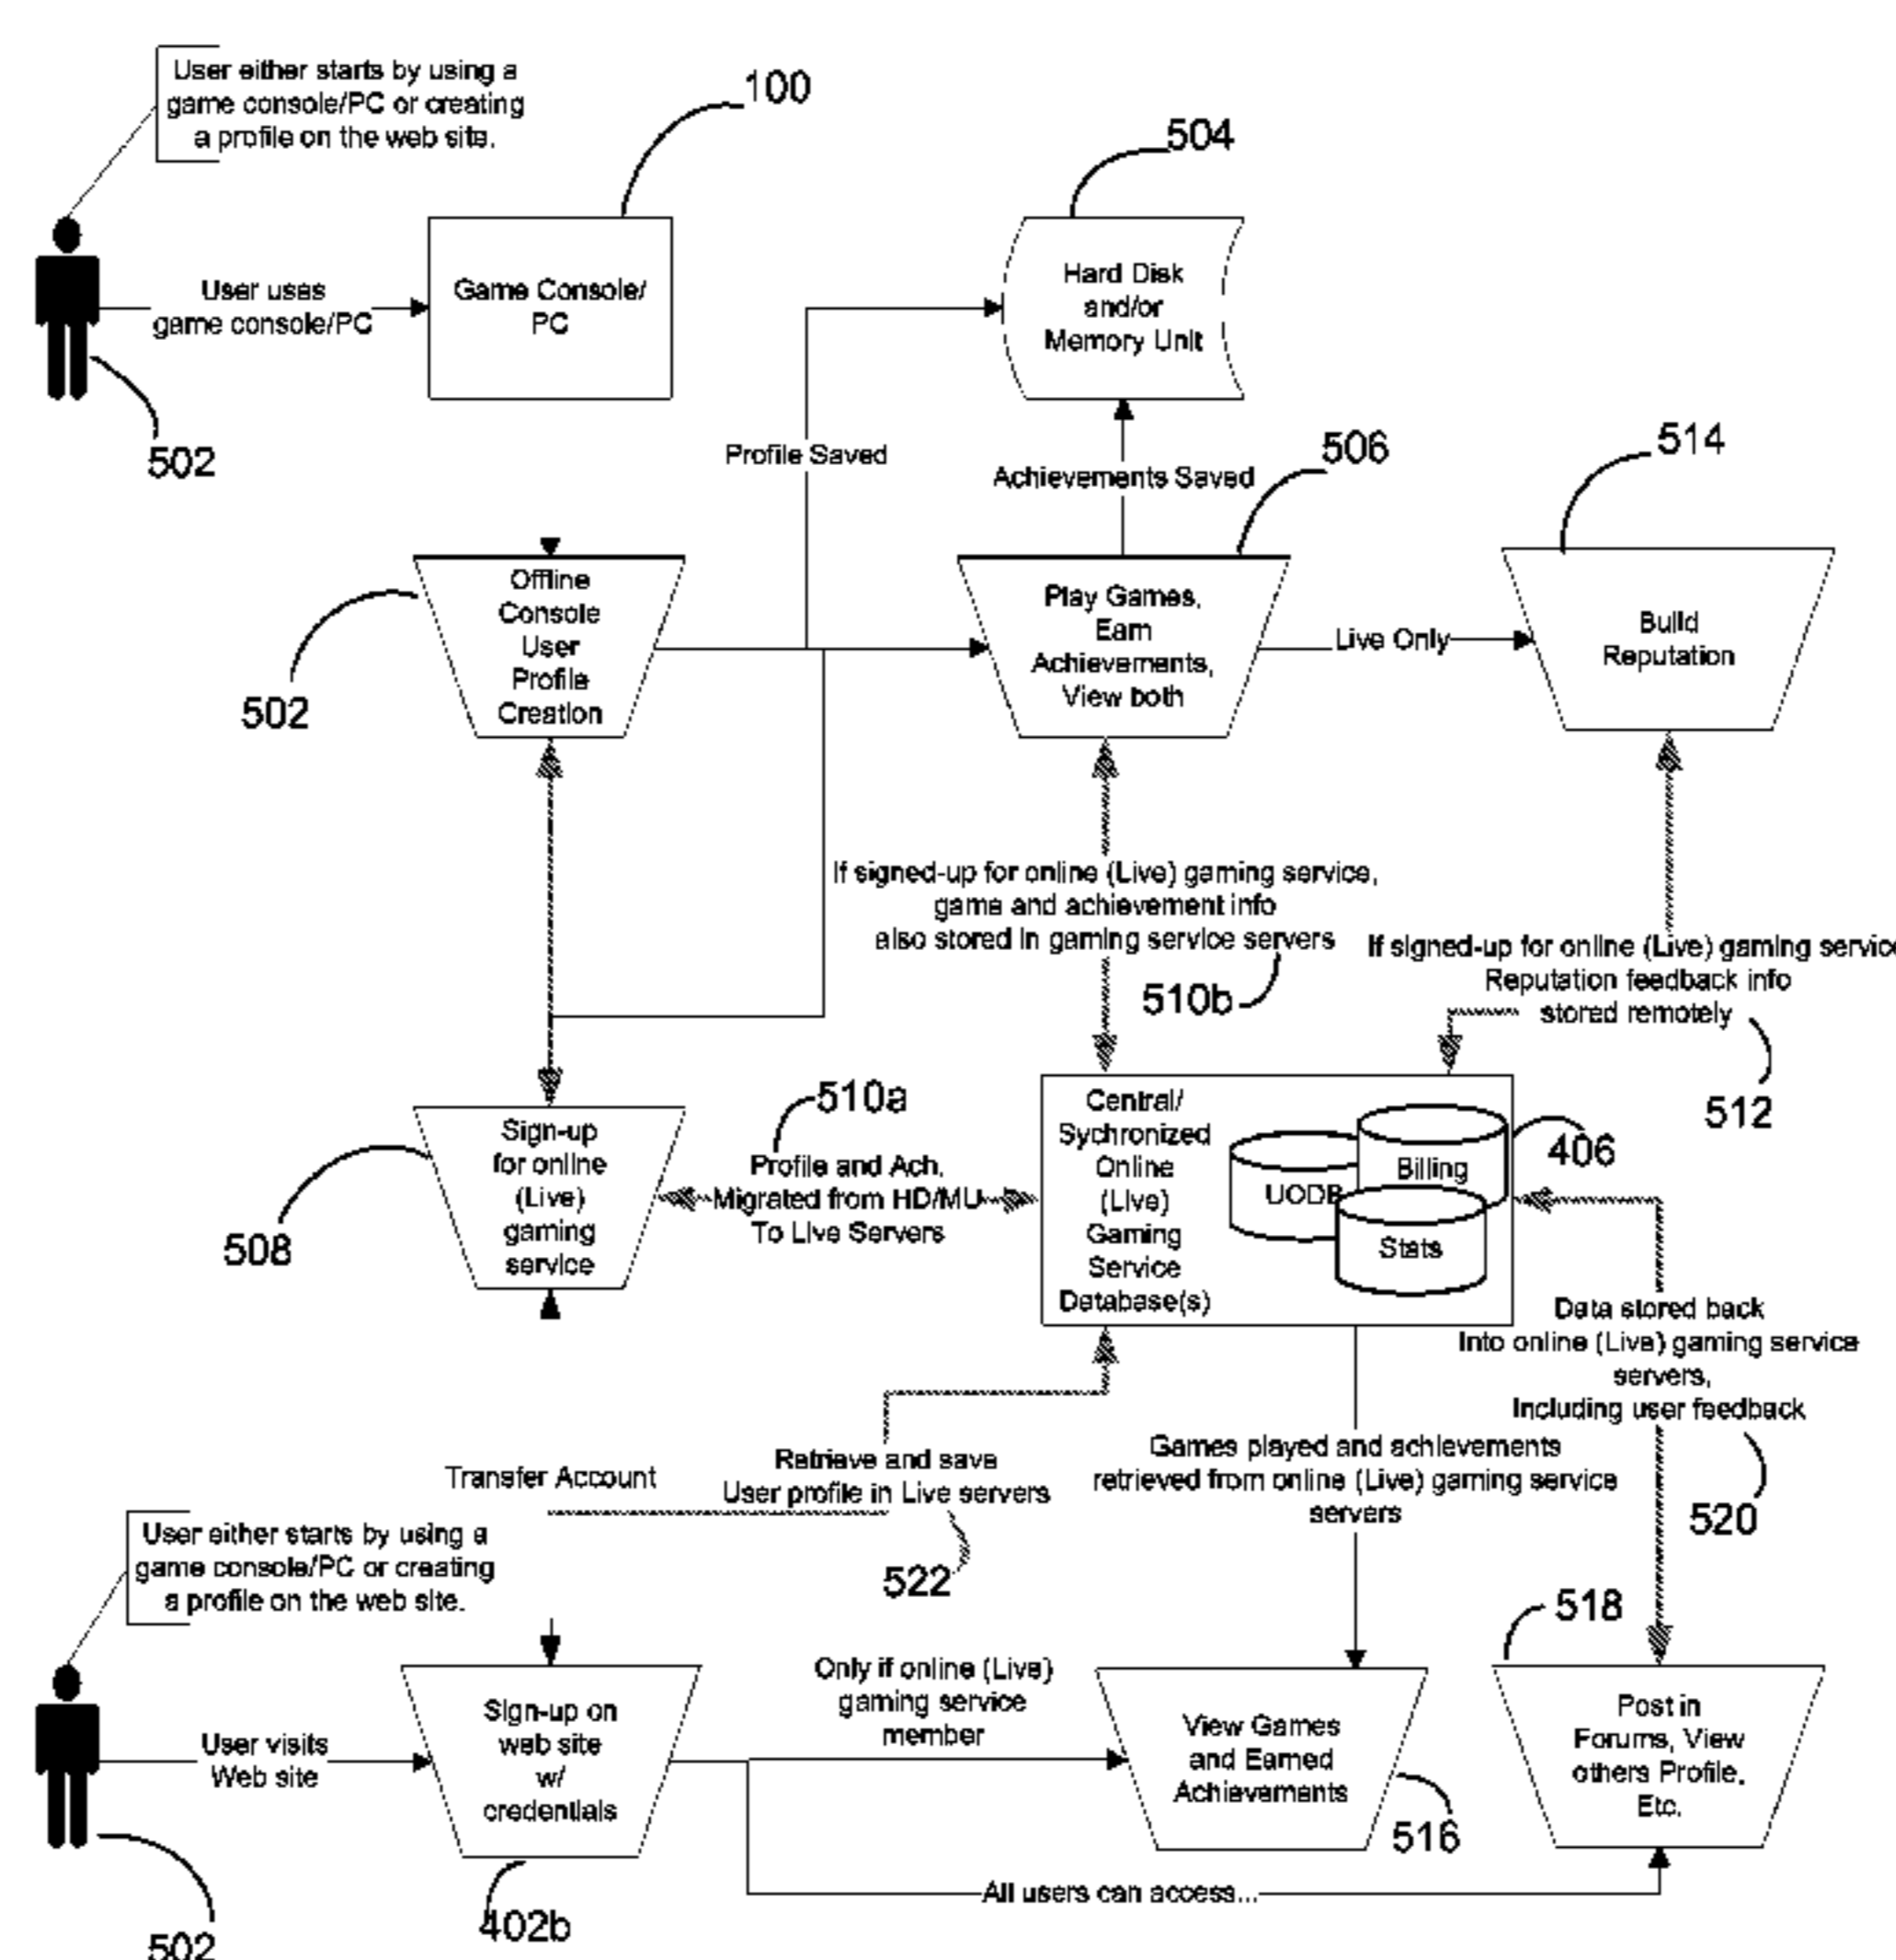 User either starts by using a
game console/PC or creating
a profile on the web site.
100
504
User uses
game console/PC
Game Console/
PC
Hard Disk
and/or
Memory Unit
502
Profile Saved
Achievements Saved
506
514
Offline
Console
User
Profile
Creation
502
Play Games,
Earn
Achievements,
View both
Live Only
Build
Reputation
If signed-up for online (Live) gaming service,
game and achievement info
also stored in gaming service servers
510b
If signed-up for online (Live) gaming service
Reputation feedback info
stored remotely
512
Sign-up
for online
(Live)
gaming
service
508
510a
Profile and Ach.
Migrated from HD/MU
To Live Servers
Central/
Sychronized
Online
(Live)
Gaming
Service
Database(s)
UODB
Billing
Stats
406
Data stored back
Into online (Live) gaming service
servers,
Including user feedback
520
Transfer Account
Retrieve and save
User profile in Live servers
522
Games played and achievements
retrieved from online (Live) gaming service
servers
User either starts by using a
game console/PC or creating
a profile on the web site.
518
User visits
Web site
Sign-up on
web site
w/
credentials
Only if online (Live)
gaming service
member
View Games
and Earned
Achievements
516
Post in
Forums, View
others Profile,
Etc.
All users can access...
402b
502